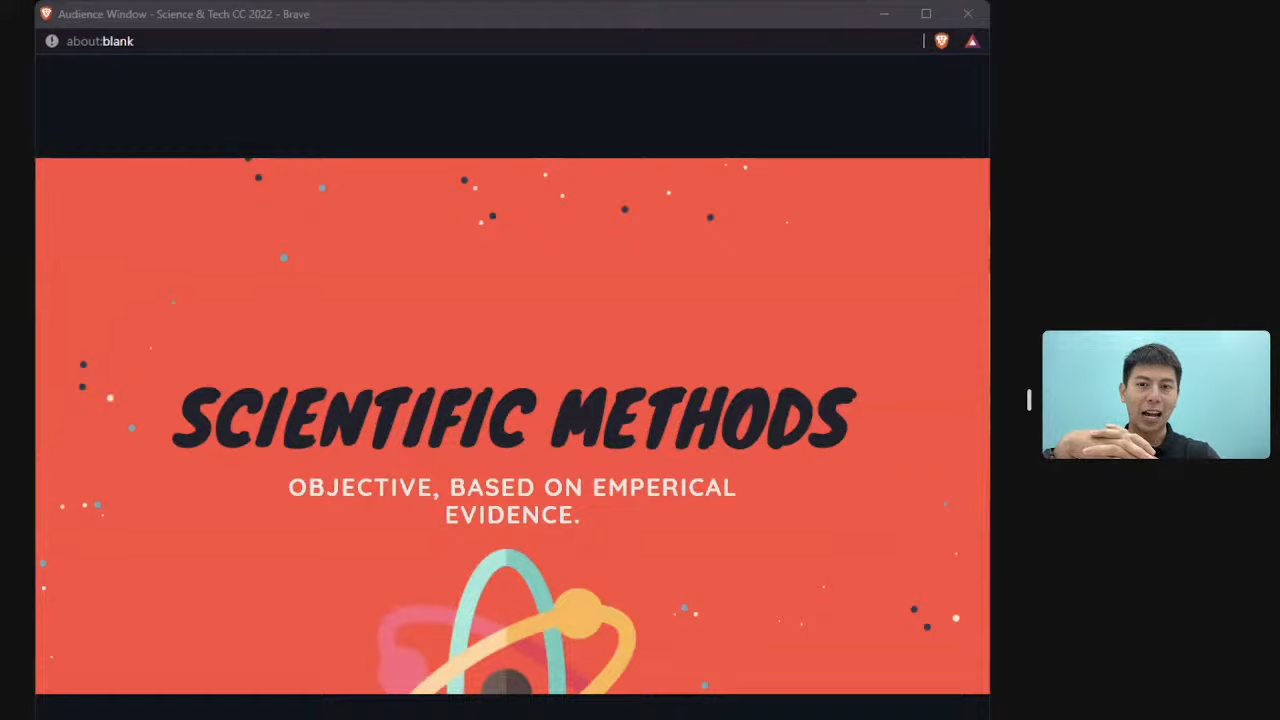 Audience Window - Science & Tech CC 2022 - Brave
about:blank
SCIENTIFIC METHODS
OBJECTIVE, BASED ON EMPERICAL
EVIDENCE.